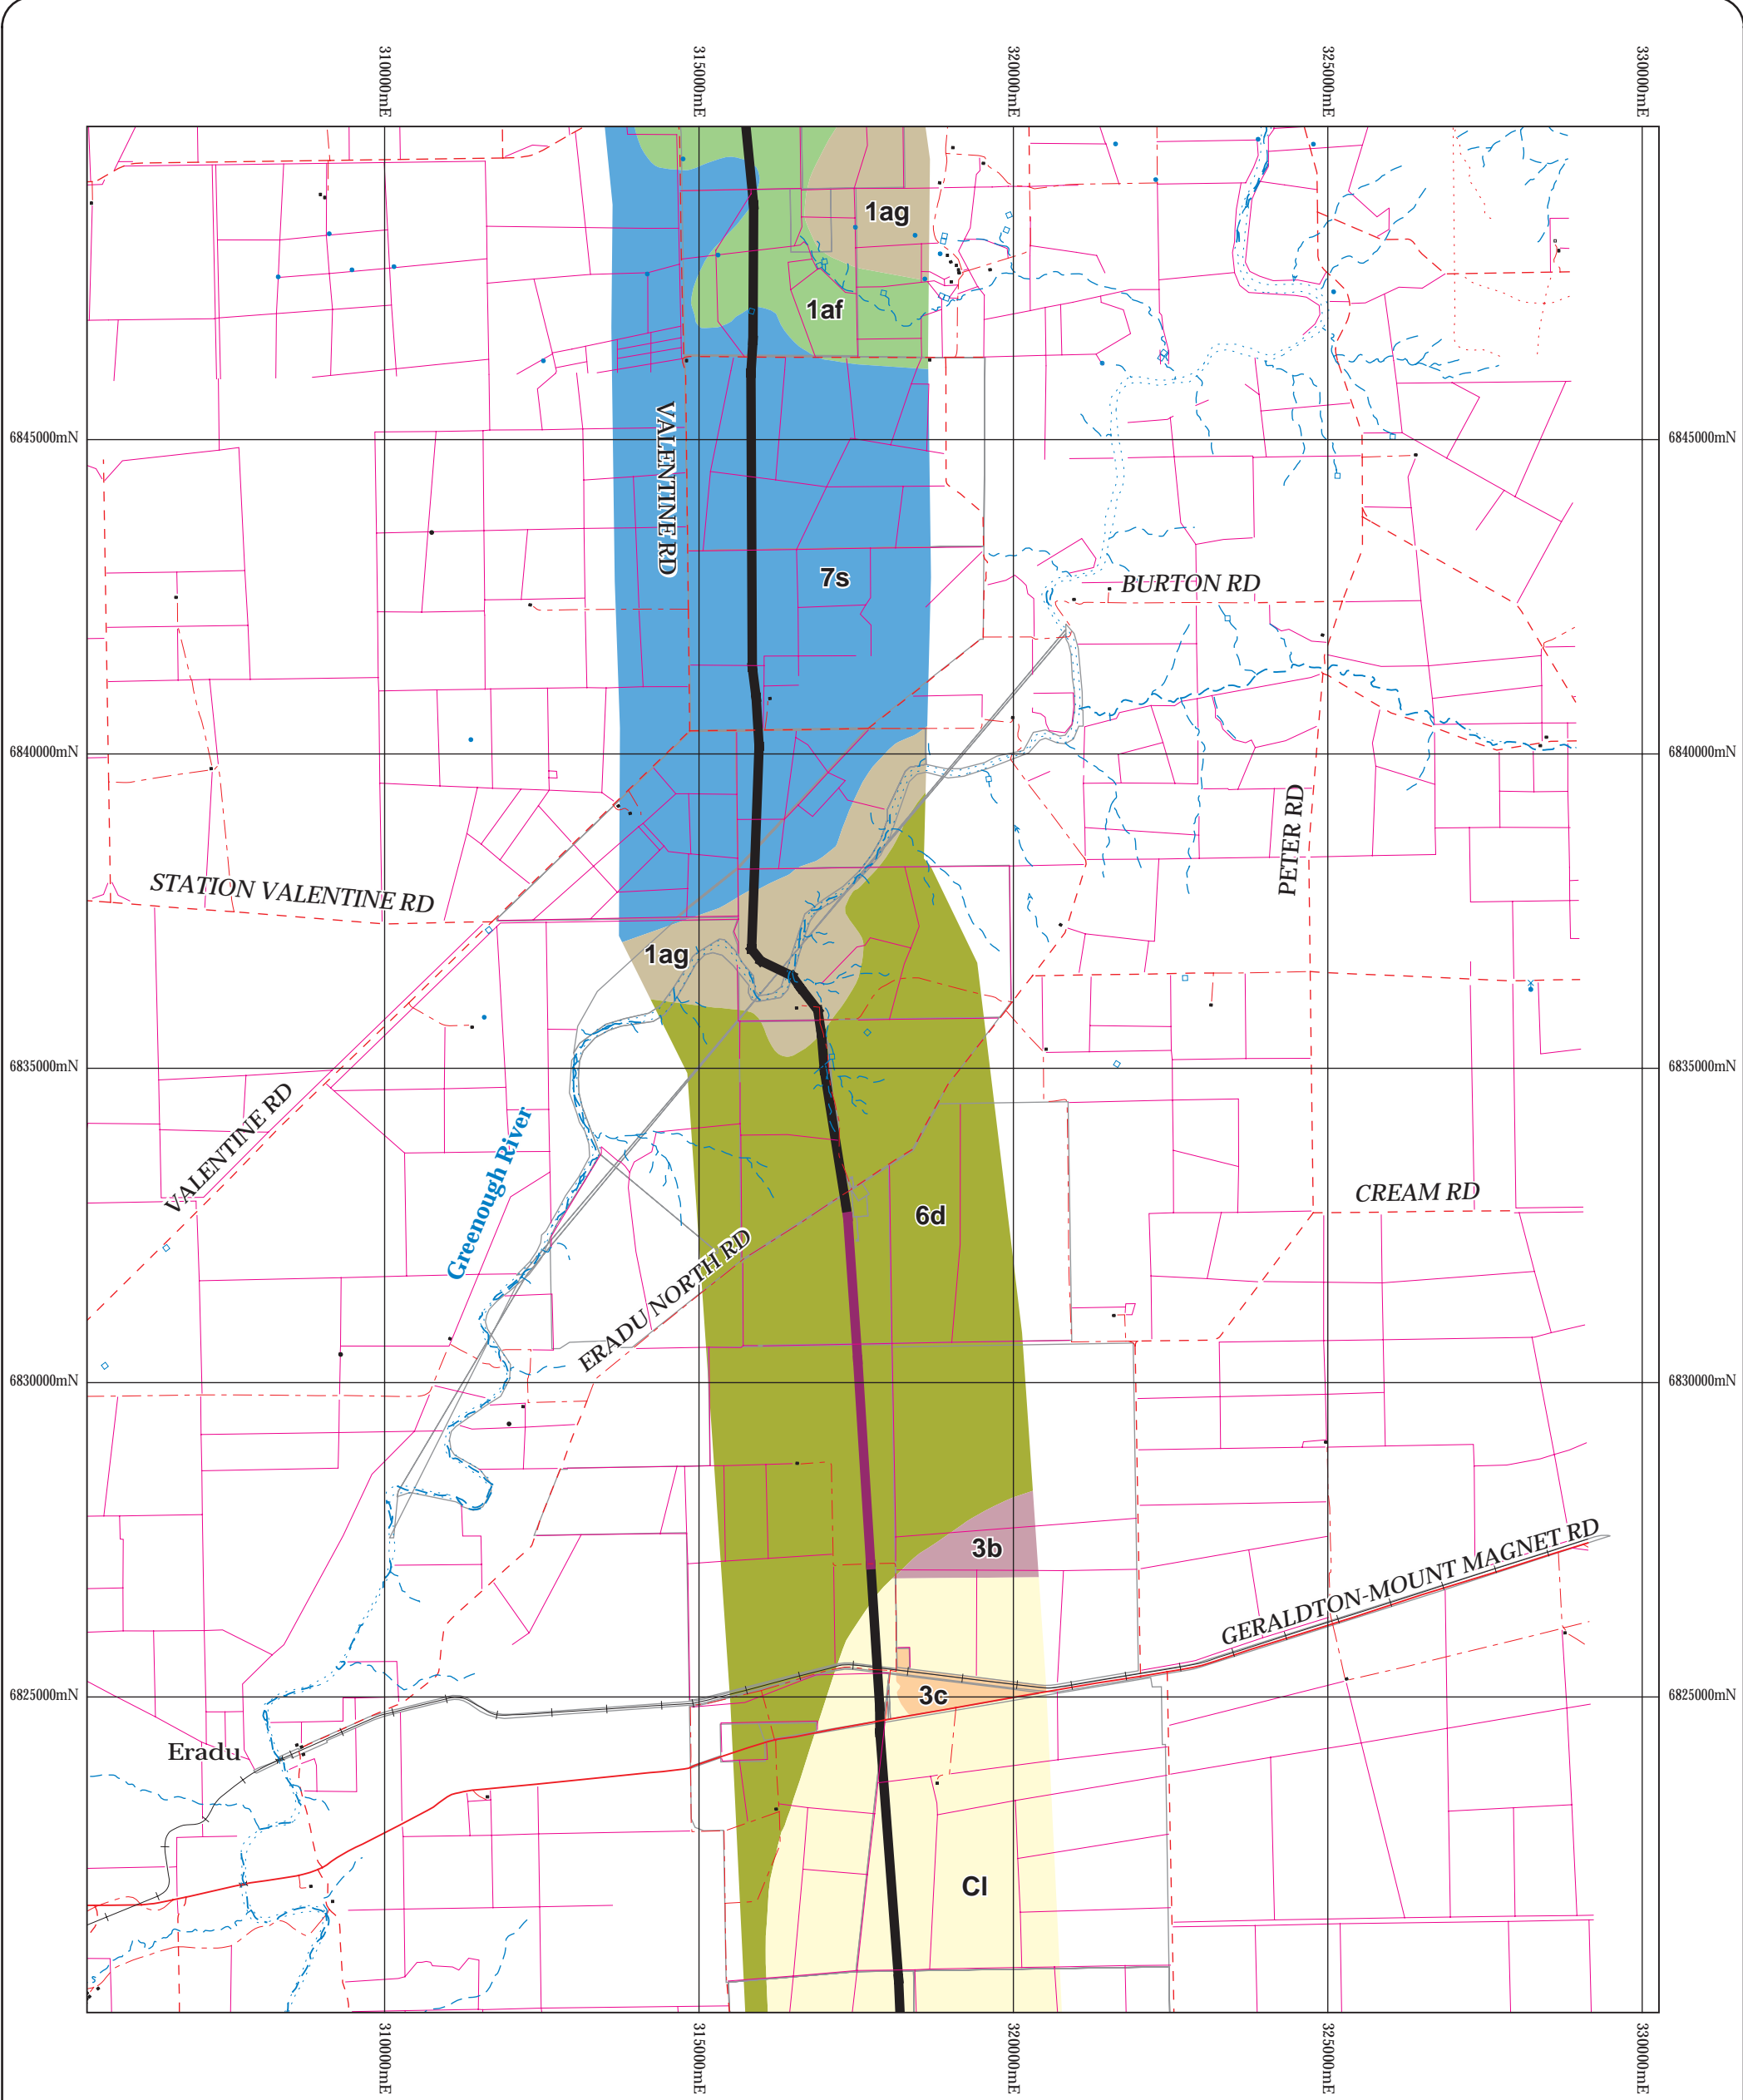 310000mE
315000mE
320000mE
325000mE
330000mE
1ag
1af
6845000mN
6845000mN
VALENTINE RD
7s
BURTON RD
6840000mN
6840000mN
PETER RD
STATION VALENTINE RD
1ag
6835000mN
6835000mN
VALENTINE RD
Greenough River
CREAM RD
6d
ERADU NORTH RD
6830000mN
6830000mN
3b
GERALDTON-MOUNT MAGNET RD
6825000mN
6825000mN
3c
Eradu
CI
310000mE
315000mE
320000mE
325000mE
330000mE